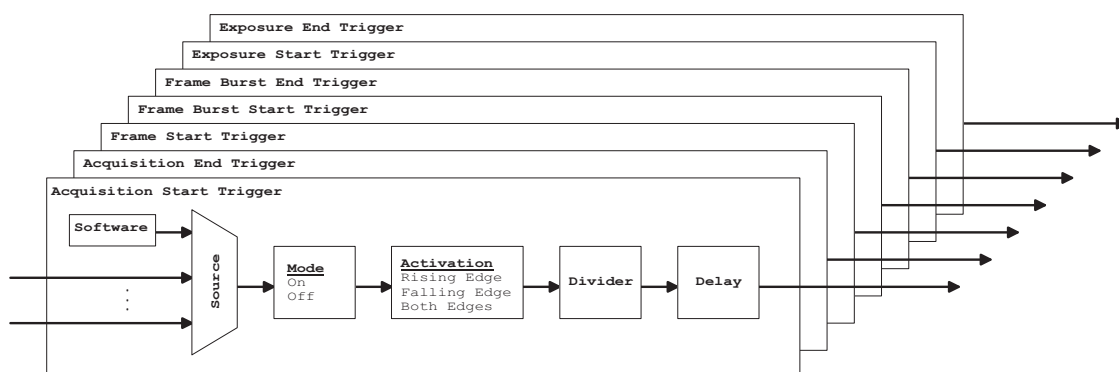 Exposure End Trigger
Exposure Start Trigger
Frame Burst End Trigger
Frame Burst Start Trigger
Frame Start Trigger
Acquisition End Trigger
Acquisition Start Trigger
Software
Source
Mode
On
Off
Activation
Rising Edge
Falling Edge
Both Edges
Divider
Delay